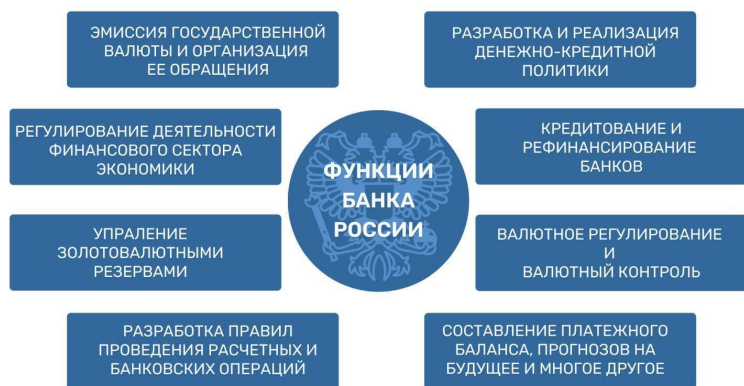 ЭМИССИЯ ГОСУДАРСТВЕННОЙ
ВАЛЮТЫ И ОРГАНИЗАЦИЯ
ЕЕ ОБРАЩЕНИЯ
РАЗРАБОТКА И РЕАЛИЗАЦИЯ
ДЕНЕЖНО-КРЕДИТНОЙ
ПОЛИТИКИ
РЕГУЛИРОВАНИЕ ДЕЯТЕЛЬНОСТИ
ФИНАНСОВОГО СЕКТОРА
ЭКОНОМИКИ
КРЕДИТОВАНИЕ И
РЕФИНАНСИРОВАНИЕ
БАНКОВ
ФУНКЦИИ
БАНКА
РОССИИ
УПРАЛЕНИЕ
ЗОЛОТОВАЛЮТНЫМИ
РЕЗЕРВАМИ
ВАЛЮТНОЕ РЕГУЛИРОВАНИЕ
И
ВАЛЮТНЫЙ КОНТРОЛЬ
РАЗРАБОТКА ПРАВИЛ
ПРОВЕДЕНИЯ РАСЧЕТНЫХ И
БАНКОВСКИХ ОПЕРАЦИЙ
СОСТАВЛЕНИЕ ПЛАТЕЖНОГО
БАЛАНСА, ПРОГНОЗОВ НА
БУДУЩЕЕ И МНОГОЕ ДРУГОЕ